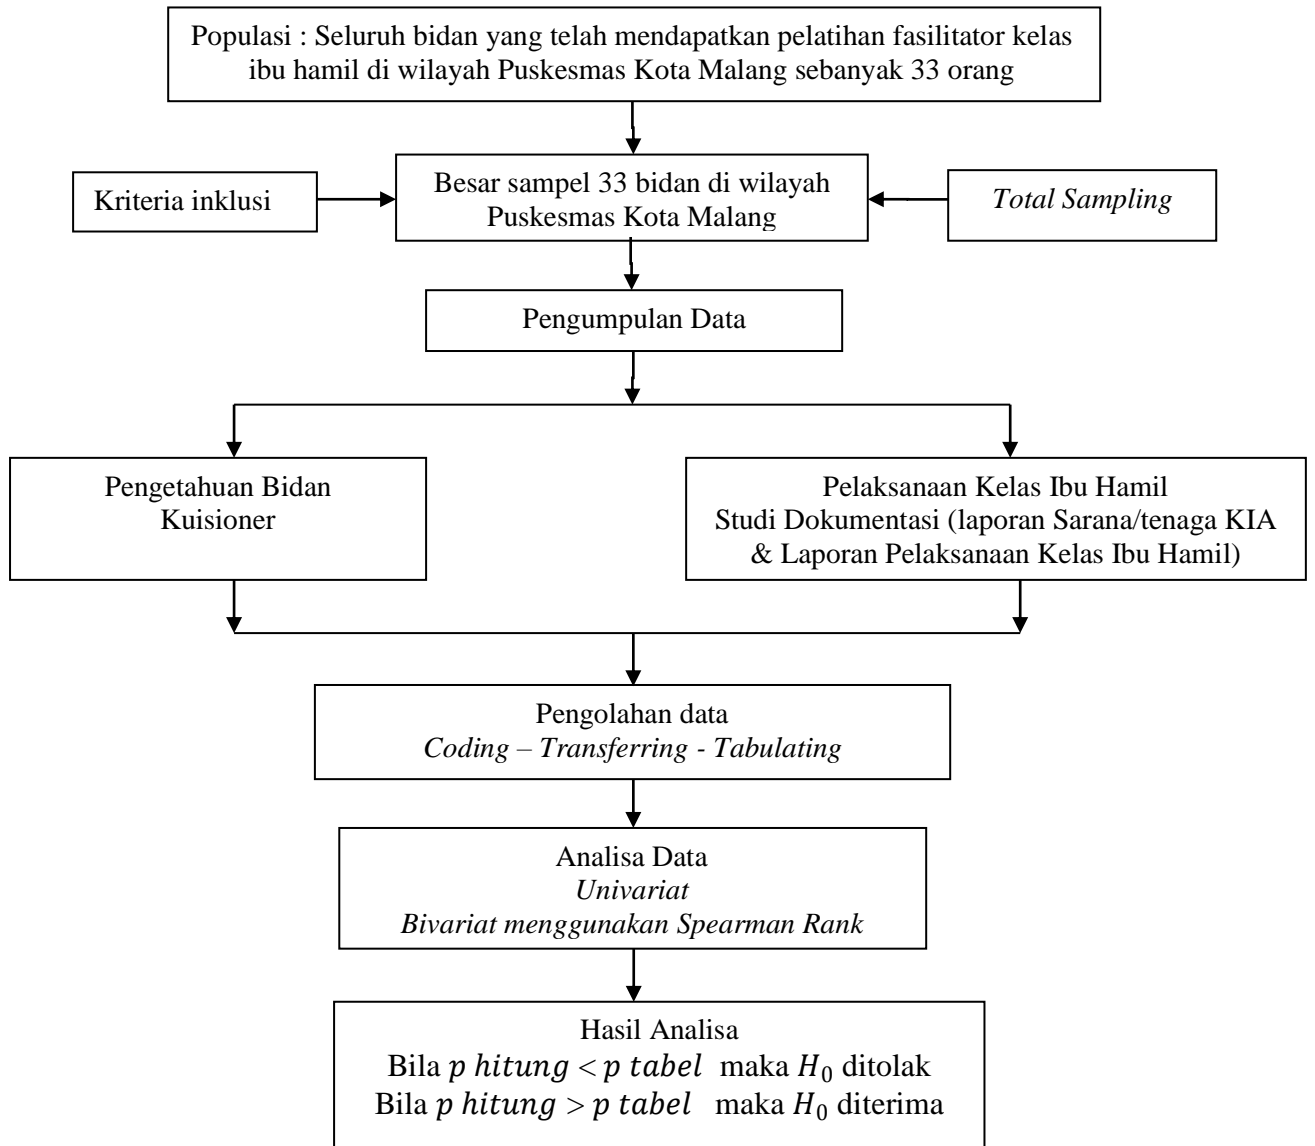 Populasi : Seluruh bidan yang telah mendapatkan pelatihan fasilitator kelas
ibu hamil di wilayah Puskesmas Kota Malang sebanyak 33 orang
Kriteria inklusi
Besar sampel 33 bidan di wilayah
Puskesmas Kota Malang
Total Sampling
Pengumpulan Data
Pengetahuan Bidan
Kuisioner
Pelaksanaan Kelas Ibu Hamil
Studi Dokumentasi (laporan Sarana/tenaga KIA
& Laporan Pelaksanaan Kelas Ibu Hamil)
Pengolahan data
Coding – Transferring - Tabulating
Analisa Data
Univariat
Bivariat menggunakan Spearman Rank
Hasil Analisa
Bila p hitung < p tabel maka H₀ ditolak
Bila p hitung > p tabel maka H₀ diterima